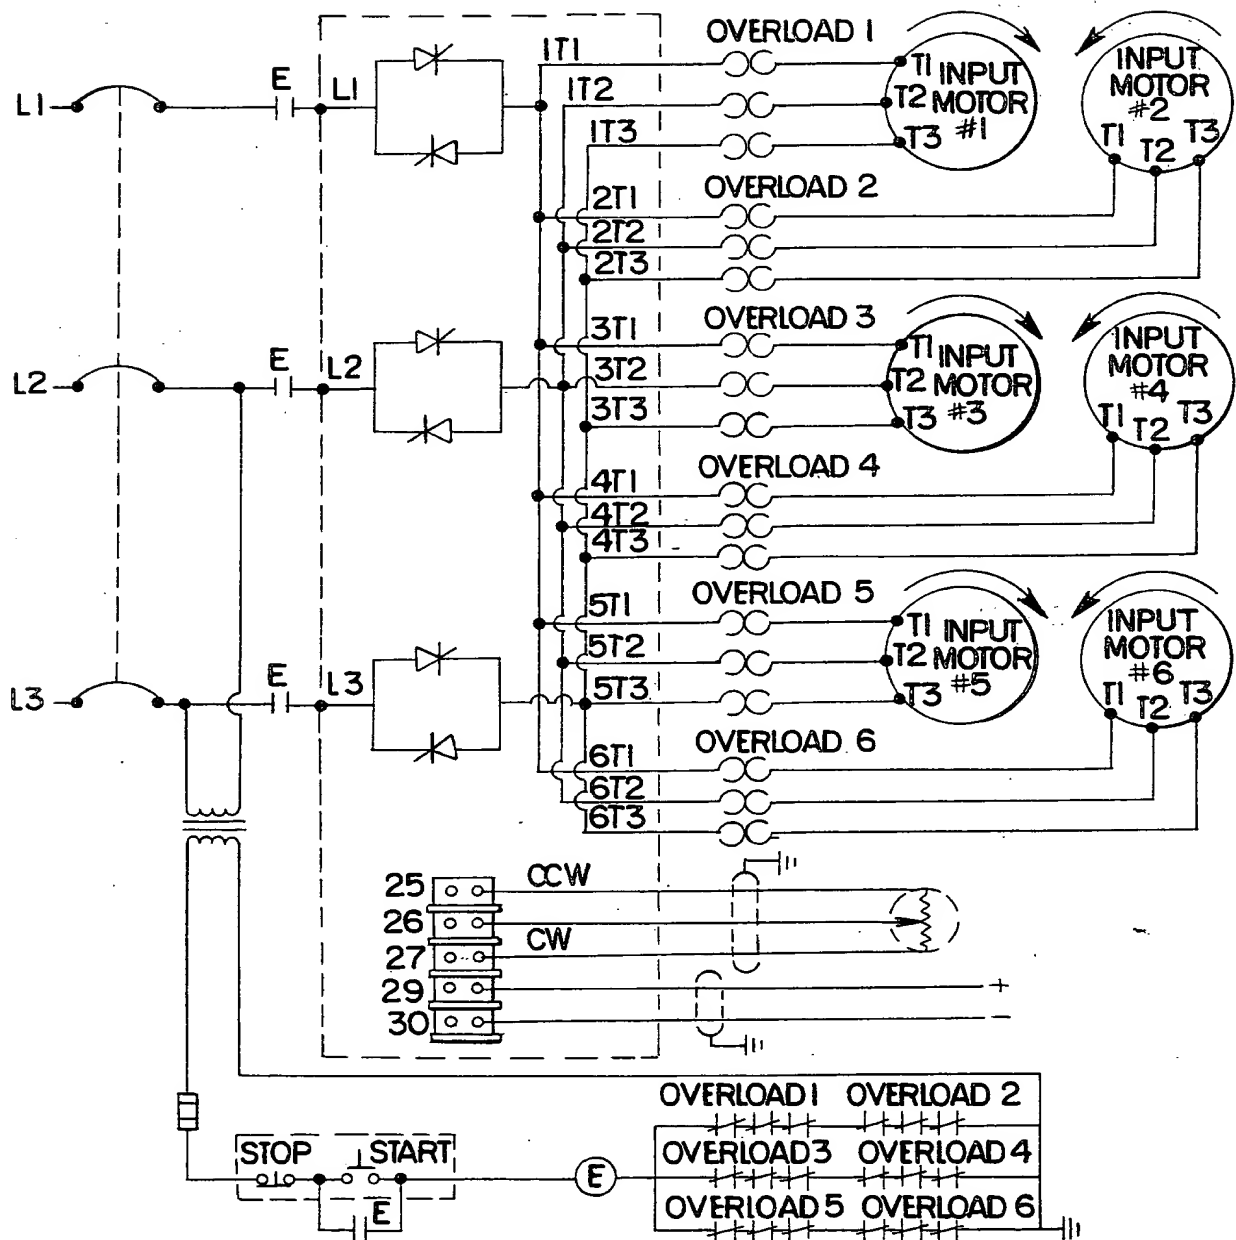 OVERLOAD 1
1T1
E
L1
L1
1T2
1T3
T1
T2
T3
INPUT
MOTOR
#1
INPUT
MOTOR
#2
T1
T2
T3
OVERLOAD 2
2T1
2T2
2T3
OVERLOAD 3
3T1
E
L2
L2
3T2
3T3
T1
T2
T3
INPUT
MOTOR
#3
INPUT
MOTOR
#4
T1
T2
T3
OVERLOAD 4
4T1
4T2
4T3
OVERLOAD 5
5T1
5T2
E
L3
L3
5T3
T1
T2
T3
INPUT
MOTOR
#5
INPUT
MOTOR
#6
T1
T2
T3
OVERLOAD 6
6T1
6T2
6T3
25
CCW
26
27
CW
29
+
30
−
OVERLOAD 1 OVERLOAD 2
STOP START
OVERLOAD 3 OVERLOAD 4
E
E
OVERLOAD 5 OVERLOAD 6